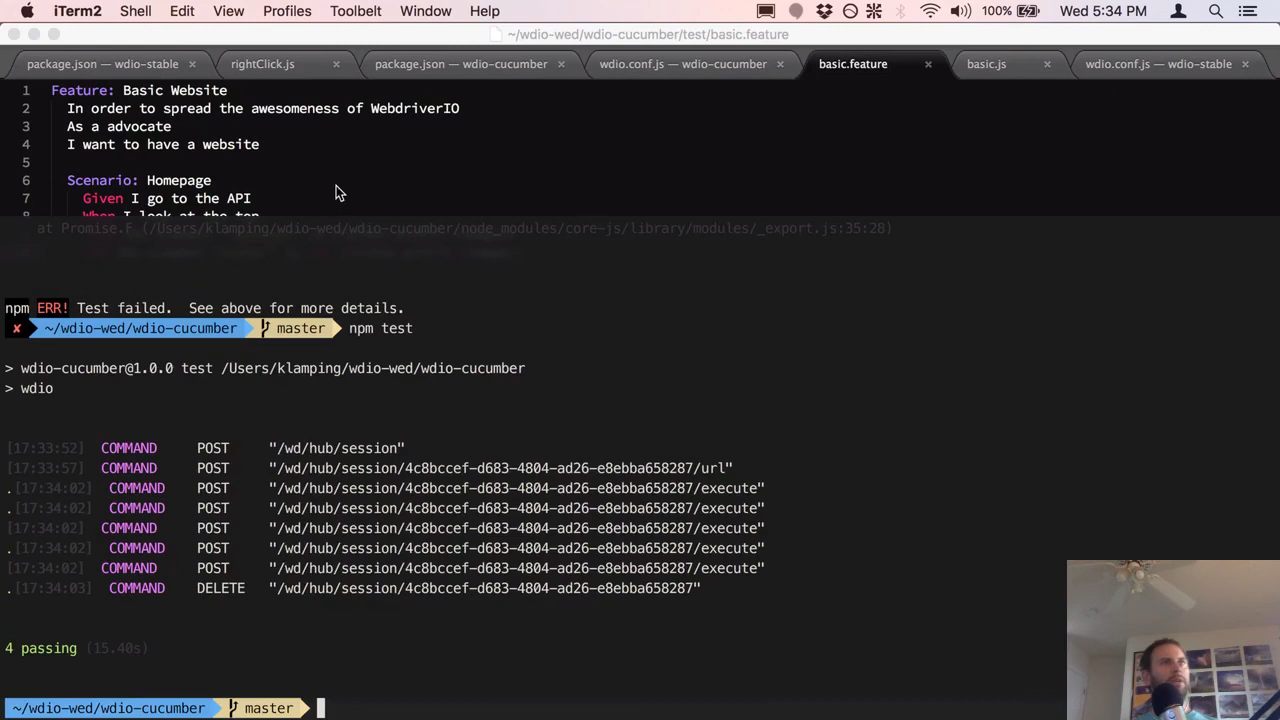 iTerm2 Shell Edit View Profiles Toolbelt Window Help 100% Wed 5:34 PM
~/wdio-wed/wdio-cucumber/test/basic.feature
package.json — wdio-stable × rightClick.js × package.json — wdio-cucumber × wdio.conf.js — wdio-cucumber × basic.feature × basic.js × wdio.conf.js — wdio-stable ×
1 Feature: Basic Website
2 In order to spread the awesomeness of WebdriverIO
3 As a advocate
4 I want to have a website
5
6 Scenario: Homepage
7 Given I go to the API
8 When I look at the top
at Promise.F (/Users/klamping/wdio-wed/wdio-cucumber/node_modules/core-js/library/modules/_export.js:35:28)
npm ERR! Test failed. See above for more details.
✘ ~/wdio-wed/wdio-cucumber master npm test
> wdio-cucumber@1.0.0 test /Users/klamping/wdio-wed/wdio-cucumber
> wdio
[17:33:52] COMMAND POST "/wd/hub/session"
[17:33:57] COMMAND POST "/wd/hub/session/4c8bccef-d683-4804-ad26-e8ebba658287/url"
.[17:34:02] COMMAND POST "/wd/hub/session/4c8bccef-d683-4804-ad26-e8ebba658287/execute"
[17:34:02] COMMAND POST "/wd/hub/session/4c8bccef-d683-4804-ad26-e8ebba658287/execute"
[17:34:02] COMMAND POST "/wd/hub/session/4c8bccef-d683-4804-ad26-e8ebba658287/execute"
.[17:34:02] COMMAND POST "/wd/hub/session/4c8bccef-d683-4804-ad26-e8ebba658287/execute"
[17:34:02] COMMAND POST "/wd/hub/session/4c8bccef-d683-4804-ad26-e8ebba658287/execute"
.[17:34:03] COMMAND DELETE "/wd/hub/session/4c8bccef-d683-4804-ad26-e8ebba658287"
4 passing (15.40s)
~/wdio-wed/wdio-cucumber master